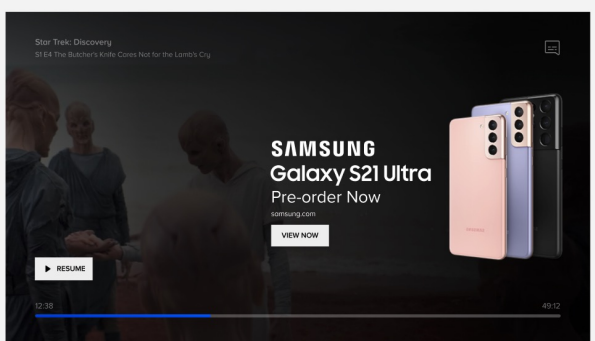 Star Trek: Discovery
S1 E4 The Butcher's Knife Cares Not for the Lamb's Cry
SAMSUNG
Galaxy S21 Ultra
Pre-order Now
samsung.com
VIEW NOW
SAMSUNG
RESUME
12:38
49:12